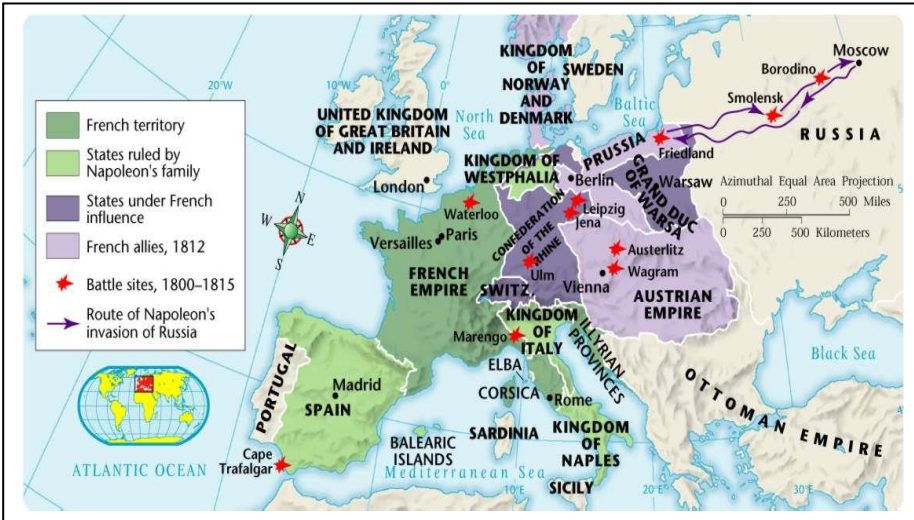 20°W
10°W
0°
KINGDOM
OF
NORWAY
AND
DENMARK
SWEDEN
North
Sea
Baltic
Sea
UNITED KINGDOM
OF GREAT BRITAIN
AND IRELAND
London
Moscow
Borodino
Smolensk
RUSSIA
French territory
States ruled by
Napoleon's family
States under French
influence
French allies, 1812
Battle sites, 1800–1815
Route of Napoleon's
invasion of Russia
N
W
E
S
KINGDOM OF
WESTPHALIA
PRUSSIA
Friedland
Berlin
Warsaw
GRAND DUC
OF WARSA
Azimuthal Equal Area Projection
0
250
500 Miles
0
250
500 Kilometers
Waterloo
Versailles
Paris
CONFEDERATION
OF THE
RHINE
Leipzig
Jena
Ulm
Austerlitz
Wagram
Vienna
FRENCH
EMPIRE
SWITZ.
AUSTRIAN
EMPIRE
KINGDOM
OF
ITALY
Marengo
ILLYRIAN
PROVINCES
ELBA
CORSICA
Rome
Black Sea
PORTUGAL
Madrid
SPAIN
OTTOMAN EMPIRE
BALEARIC
ISLANDS
SARDINIA
KINGDOM
OF
NAPLES
Cape
Trafalgar
ATLANTIC OCEAN
Mediterranean Sea
SICILY
10°E
20°E
30°E